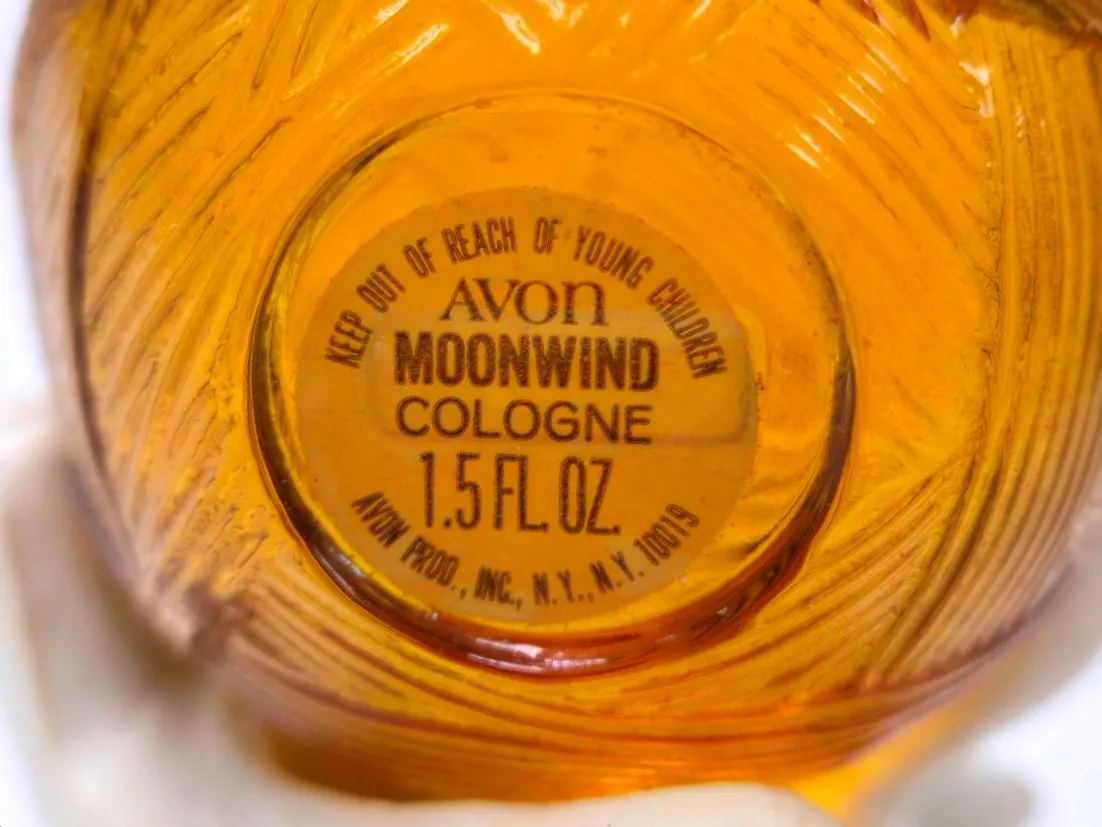 KEEP OUT OF REACH OF YOUNG CHILDREN
AVON
MOONWIND
COLOGNE
1.5 FL. OZ.
AVON PROD., INC., N.Y., N.Y. 10019